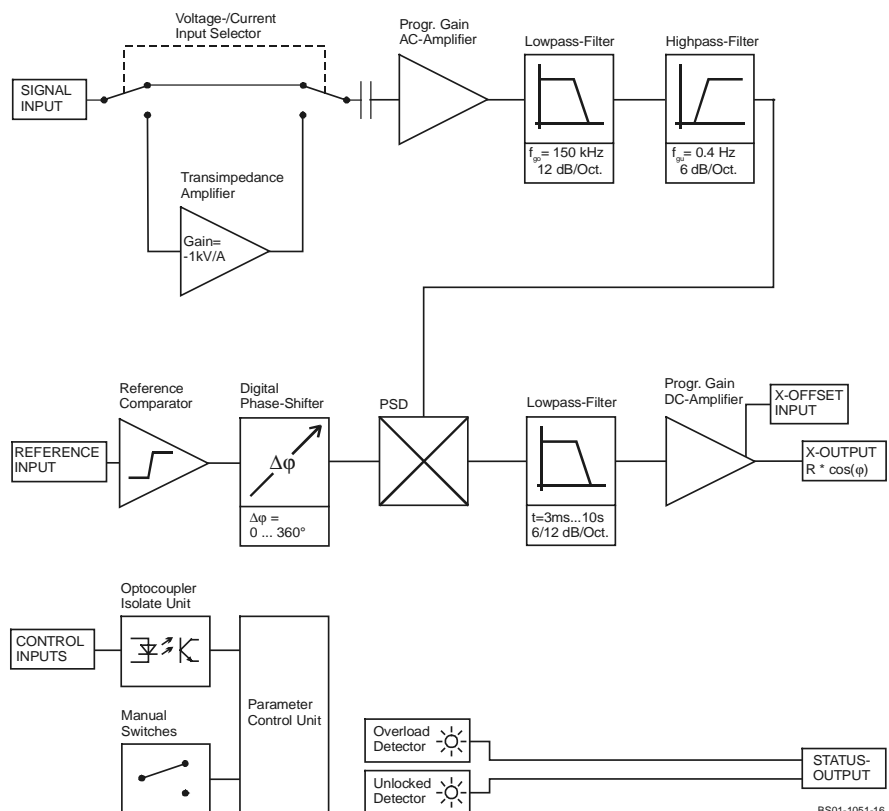 Voltage-/Current
Input Selector
Progr. Gain
AC-Amplifier
Lowpass-Filter
Highpass-Filter
SIGNAL
INPUT
f_go= 150 kHz
12 dB/Oct.
f_gu= 0.4 Hz
6 dB/Oct.
Transimpedance
Amplifier
Gain=
-1kV/A
Reference
Comparator
Digital
Phase-Shifter
PSD
Lowpass-Filter
Progr. Gain
DC-Amplifier
X-OFFSET
INPUT
REFERENCE
INPUT
Δφ
X-OUTPUT
R * cos(φ)
Δφ =
0 ... 360°
t=3ms...10s
6/12 dB/Oct.
Optocoupler
Isolate Unit
CONTROL
INPUTS
Parameter
Control Unit
Manual
Switches
Overload
Detector
Unlocked
Detector
STATUS-
OUTPUT
BS01-1051-16